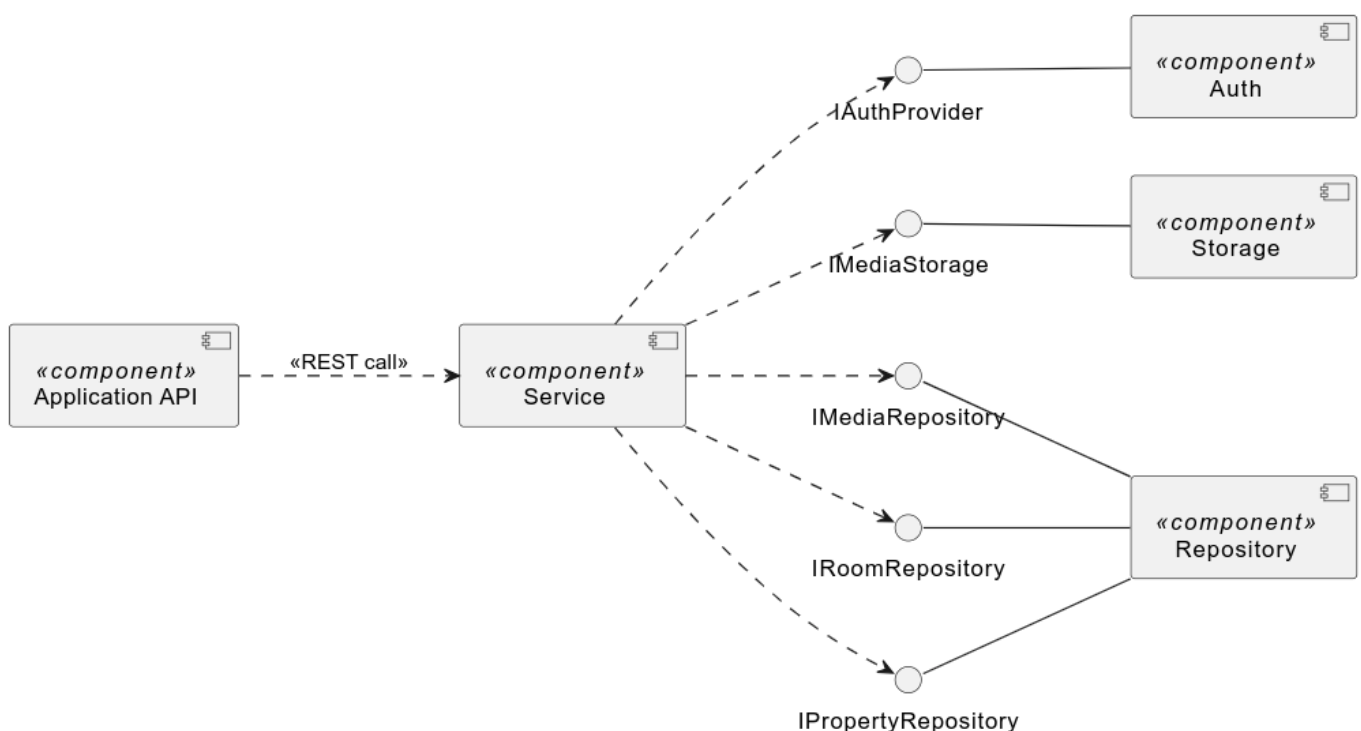 «component»
Auth
IAuthProvider
«component»
Storage
IMediaStorage
«component»
Application API
«REST call»
«component»
Service
IMediaRepository
«component»
Repository
IRoomRepository
IPropertyRepository